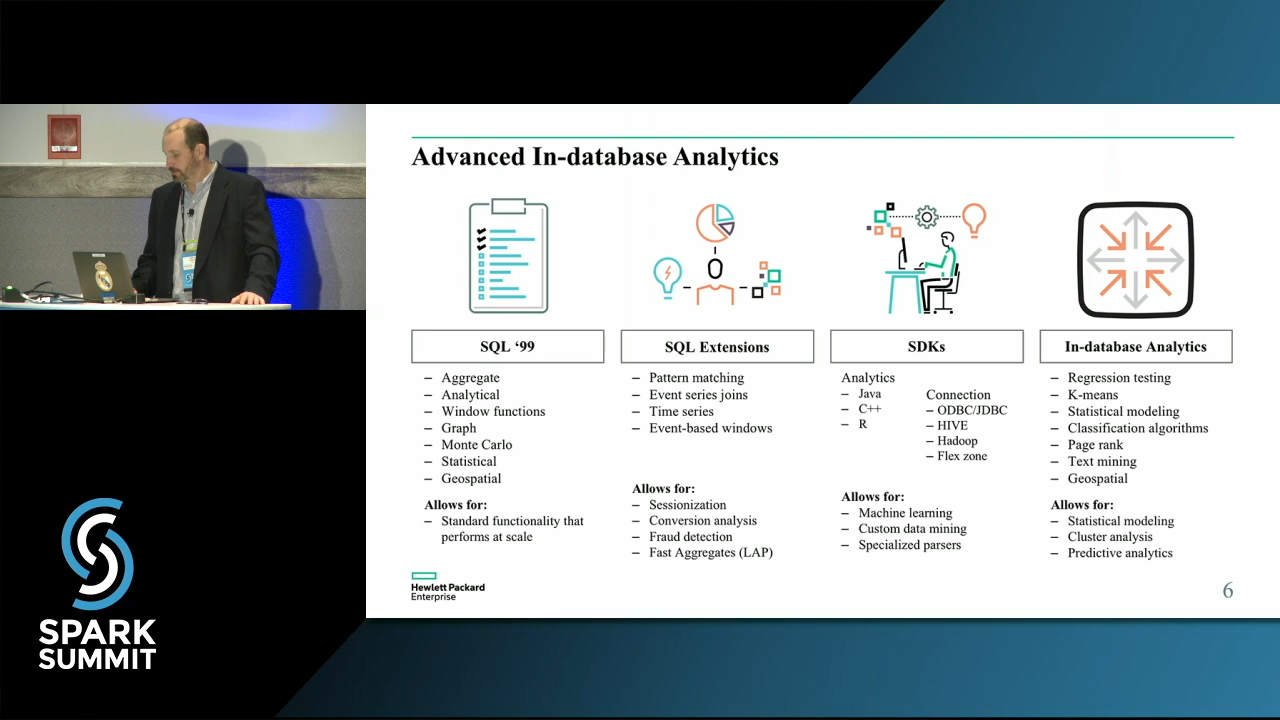 Advanced In-database Analytics
SQL ‘99
– Aggregate
– Analytical
– Window functions
– Graph
– Monte Carlo
– Statistical
– Geospatial
Allows for:
– Standard functionality that
performs at scale
SQL Extensions
– Pattern matching
– Event series joins
– Time series
– Event-based windows
Allows for:
– Sessionization
– Conversion analysis
– Fraud detection
– Fast Aggregates (LAP)
SDKs
Analytics
– Java
– C++
– R
Connection
– ODBC/JDBC
– HIVE
– Hadoop
– Flex zone
Allows for:
– Machine learning
– Custom data mining
– Specialized parsers
In-database Analytics
– Regression testing
– K-means
– Statistical modeling
– Classification algorithms
– Page rank
– Text mining
– Geospatial
Allows for:
– Statistical modeling
– Cluster analysis
– Predictive analytics
Hewlett Packard
Enterprise
6
SPARK
SUMMIT